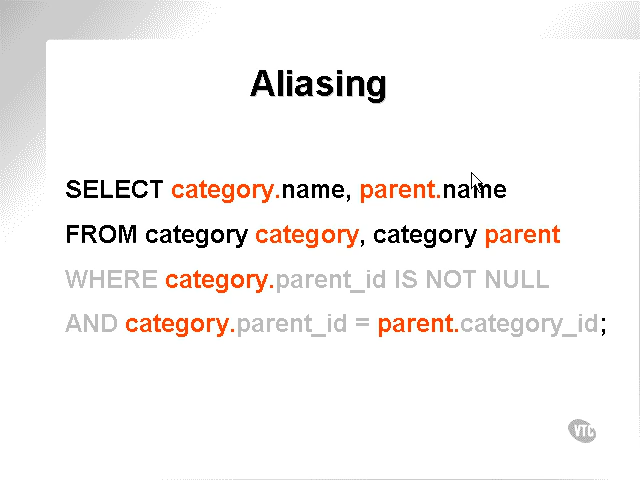 Aliasing
SELECT category.name, parent.name
FROM category category, category parent
WHERE category.parent_id IS NOT NULL
AND category.parent_id = parent.category_id;
VTC